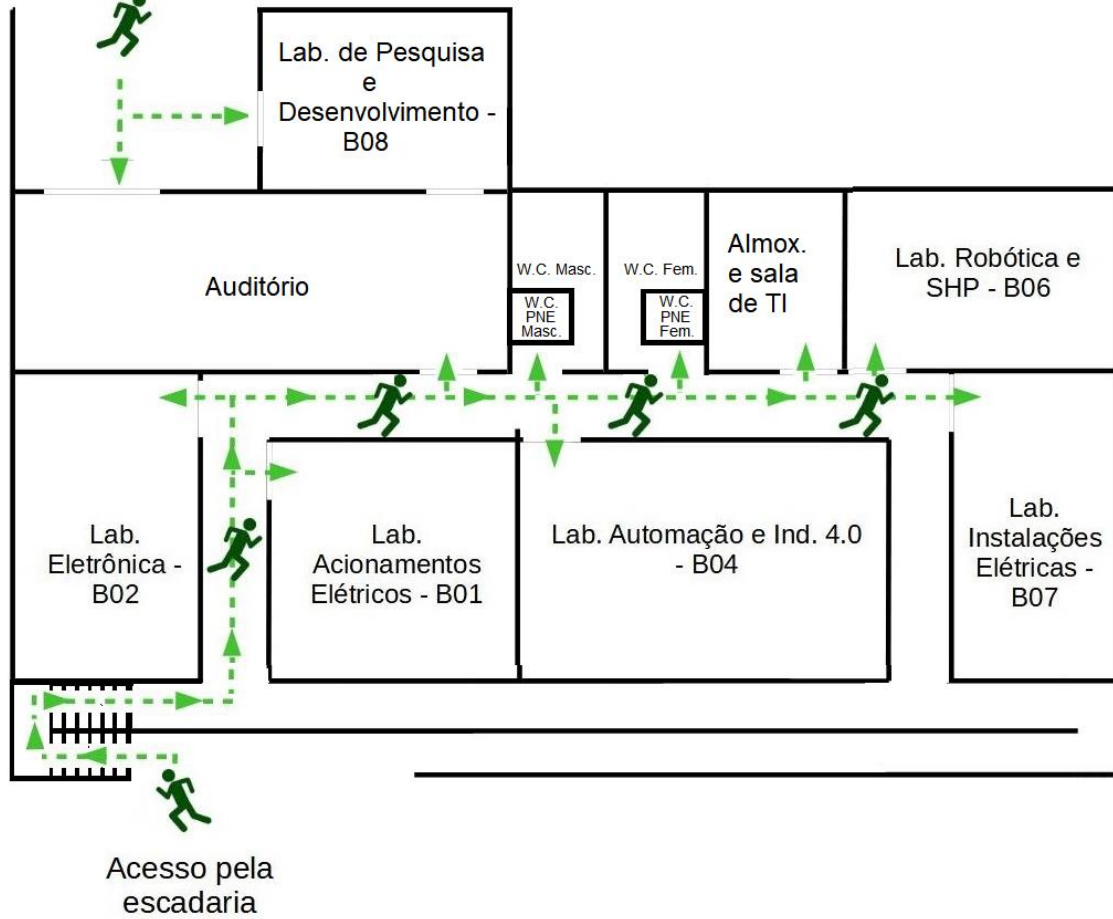 Lab. de Pesquisa
e
Desenvolvimento -
B08
Auditório
W.C. Masc.
W.C.
PNE
Masc.
W.C. Fem.
W.C.
PNE
Fem.
Almox.
e sala
de TI
Lab. Robótica e
SHP - B06
Lab.
Eletrônica -
B02
Lab.
Acionamentos
Elétricos - B01
Lab. Automação e Ind. 4.0
- B04
Lab.
Instalações
Elétricas -
B07
Acesso pela
escadaria